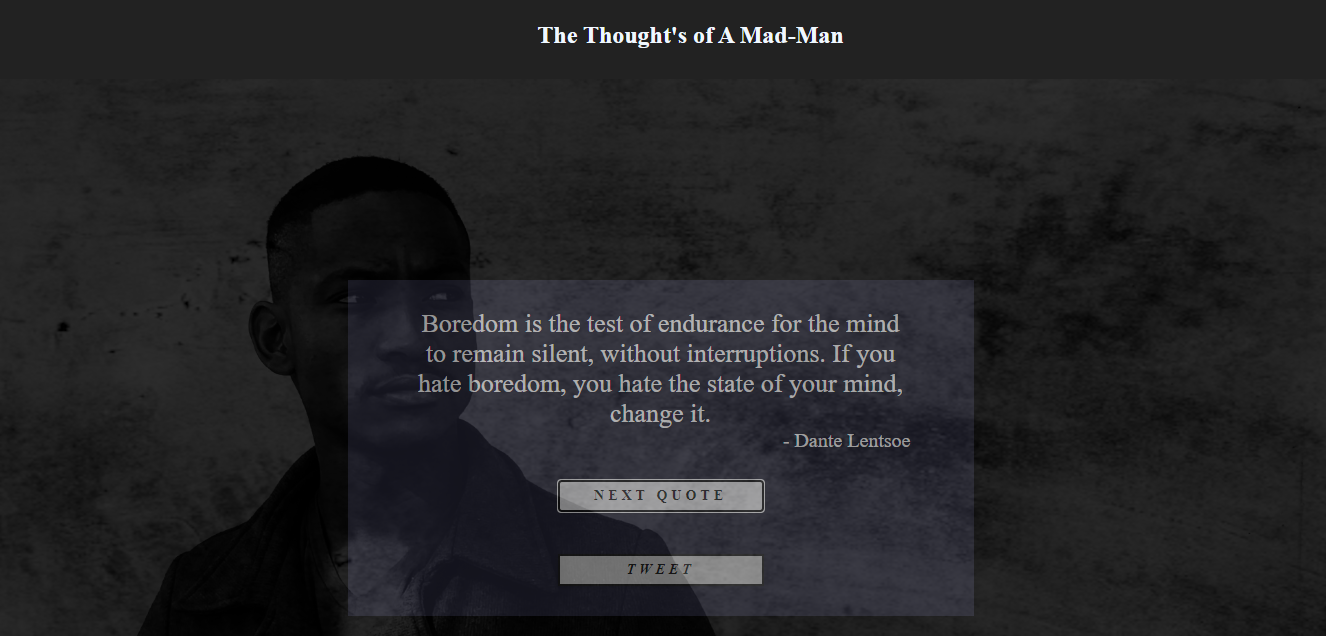 The Thought's of A Mad-Man
Boredom is the test of endurance for the mind
to remain silent, without interruptions. If you
hate boredom, you hate the state of your mind,
change it.
- Dante Lentsoe
NEXT QUOTE
TWEET